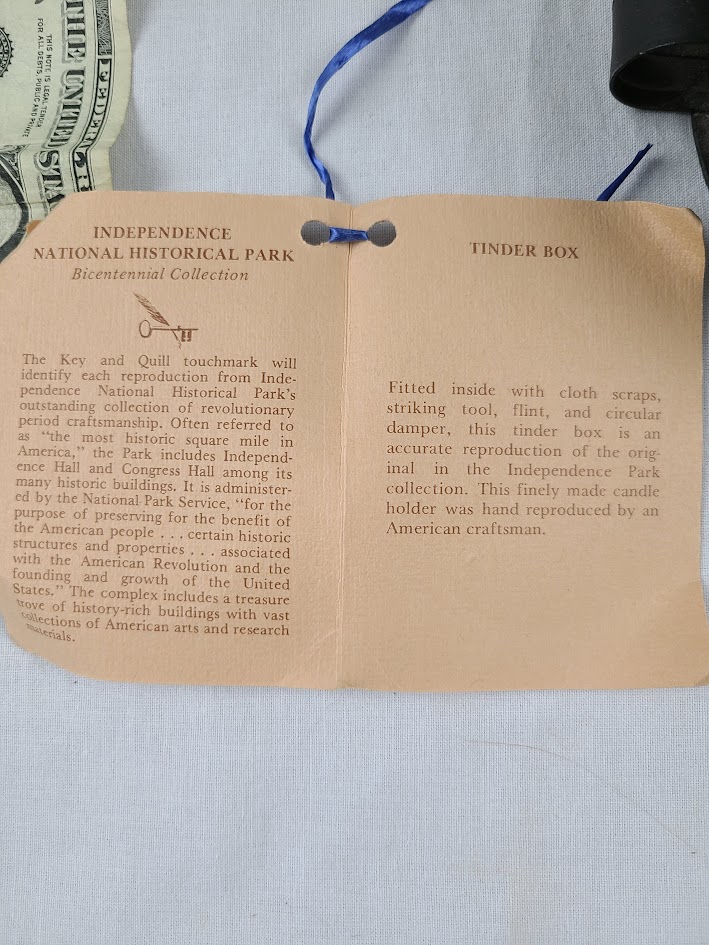 THE UNITED STA
THIS NOTE IS LEGAL TENDER
FOR ALL DEBTS, PUBLIC AND PRIVATE
INDEPENDENCE
NATIONAL HISTORICAL PARK
Bicentennial Collection
The Key and Quill touchmark will
identify each reproduction from Inde-
pendence National Historical Park's
outstanding collection of revolutionary
period craftsmanship. Often referred to
as "the most historic square mile in
America," the Park includes Independ-
ence Hall and Congress Hall among its
many historic buildings. It is administer-
ed by the National Park Service, "for the
purpose of preserving for the benefit of
the American people . . . certain historic
structures and properties . . . associated
with the American Revolution and the
founding and growth of the United
States." The complex includes a treasure
trove of history-rich buildings with vast
collections of American arts and research
materials.
TINDER BOX
Fitted inside with cloth scraps,
striking tool, flint, and circular
damper, this tinder box is an
accurate reproduction of the orig-
inal in the Independence Park
collection. This finely made candle
holder was hand reproduced by an
American craftsman.